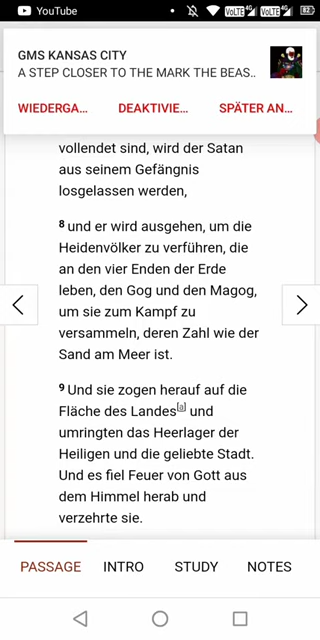 YouTube
VoLTE 4G VoLTE 4G 82
GMS KANSAS CITY
A STEP CLOSER TO THE MARK THE BEAS..
WIEDERGA... DEAKTIVIE... SPÄTER AN...
vollendet sind, wird der Satan
aus seinem Gefängnis
losgelassen werden,
8 und er wird ausgehen, um die
Heidenvölker zu verführen, die
an den vier Enden der Erde
leben, den Gog und den Magog,
um sie zum Kampf zu
versammeln, deren Zahl wie der
Sand am Meer ist.
9 Und sie zogen herauf auf die
Fläche des Landes[a] und
umringten das Heerlager der
Heiligen und die geliebte Stadt.
Und es fiel Feuer von Gott aus
dem Himmel herab und
verzehrte sie.
PASSAGE INTRO STUDY NOTES